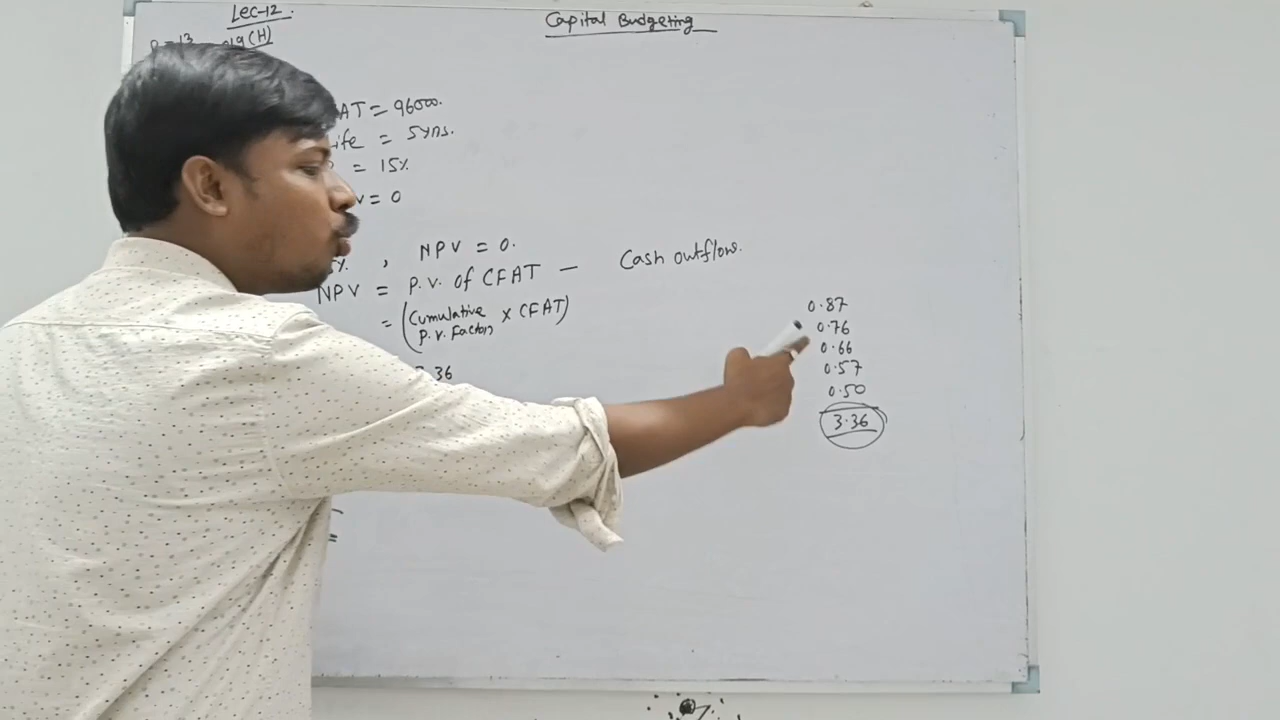 Lec-12.
Capital Budgeting
(H)
AT = 96000.
ife = 5yrs.
= 15%
= 0
% , NPV = 0.
NPV = P.V. of CFAT - Cash outflow.
= (Cumulative P.V. Factor x CFAT)
.36
0.87
0.76
0.66
0.57
0.50
3.36